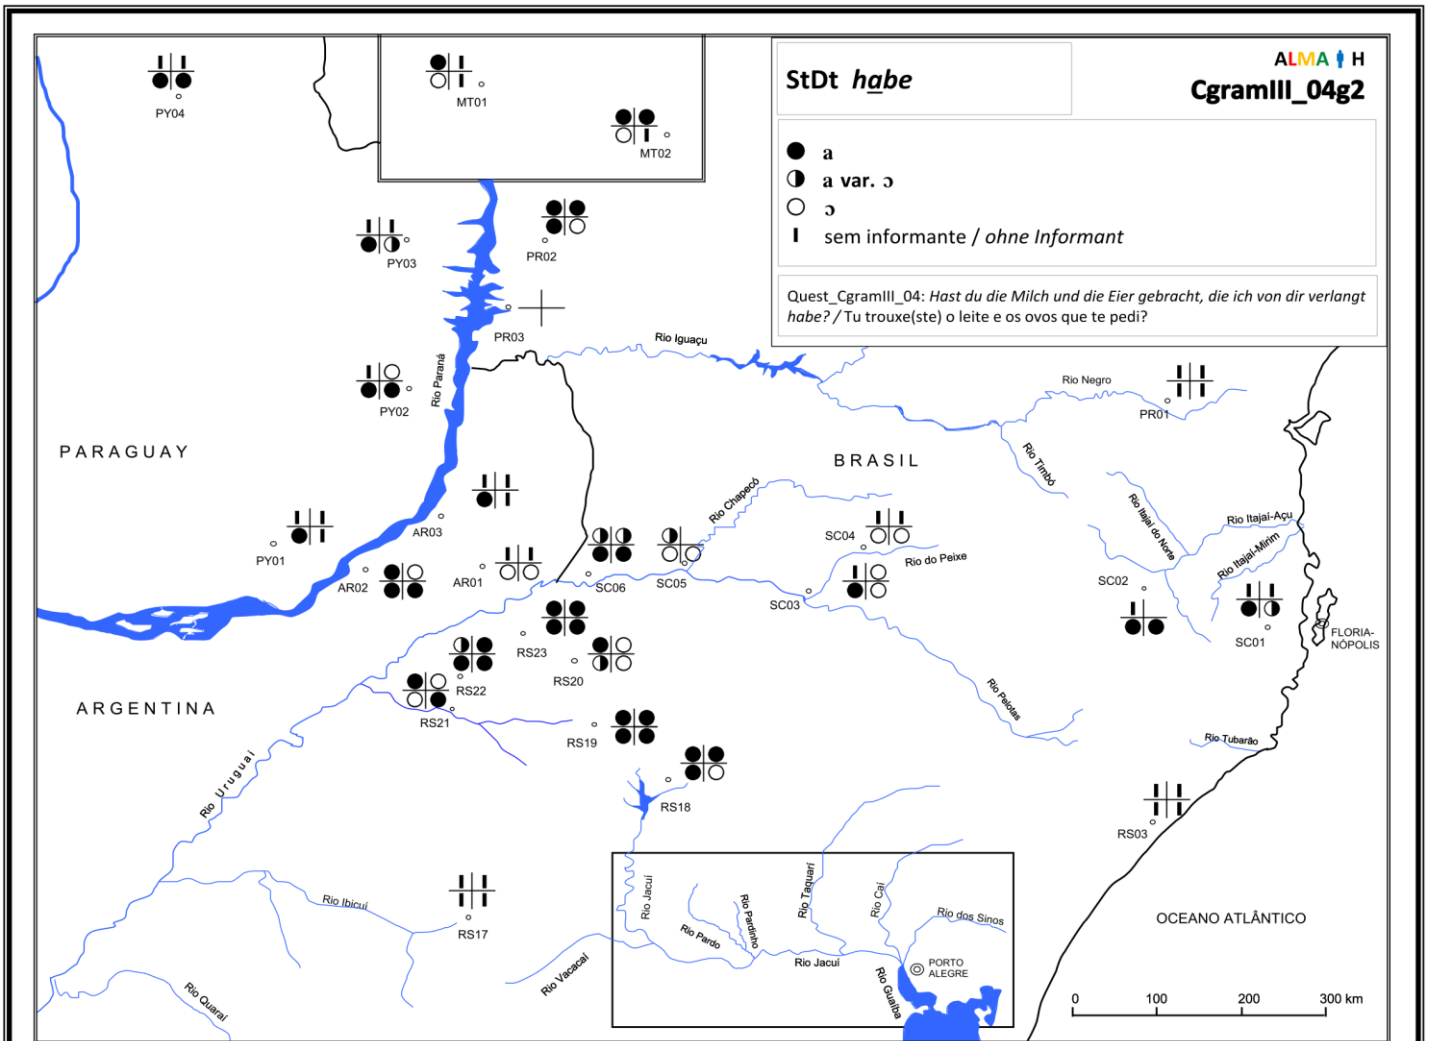 StDt habe
ALMA H
CgramIII_04g2
a
a var. ɔ
ɔ
sem informante / ohne Informant
Quest_CgramIII_04: Hast du die Milch und die Eier gebracht, die ich von dir verlangt
habe? / Tu trouxe(ste) o leite e os ovos que te pedi?
PY04
MT01
MT02
PY03
PR02
PR03
Rio Iguaçu
Rio Paraná
PY02
Rio Negro
PR01
PARAGUAY
BRASIL
Rio Timbó
Rio Chapecó
Rio Itajaí do Norte
Rio Itajaí-Açu
Rio Itajaí-Mirim
AR03
PY01
SC04
Rio do Peixe
AR02
AR01
SC06
SC05
SC03
SC02
SC01
FLORIA-
NÓPOLIS
RS23
RS22
RS20
RS21
ARGENTINA
Rio Pelotas
RS19
Rio Tubarão
Rio Uruguai
RS18
RS03
Rio Ibicuí
RS17
Rio Jacuí
Rio Pardo
Rio Pardinho
Rio Taquarí
Rio Caí
Rio dos Sinos
OCEANO ATLÂNTICO
Rio Vacacaí
Rio Jacuí
PORTO
ALEGRE
Rio Guaíba
Rio Quaraí
0 100 200 300 km